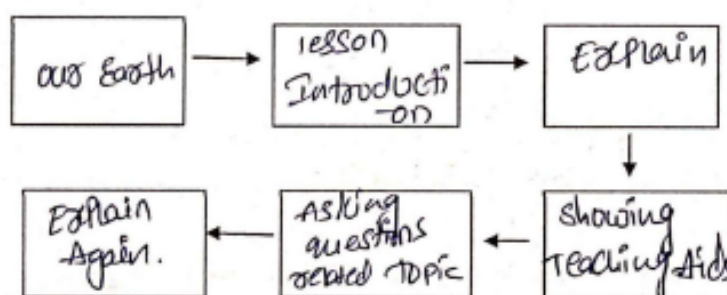 our Earth
lesson
Introducti
-on
Explain
showing
Teaching Aids
Asking
questions
related Topic
Explain
Again.